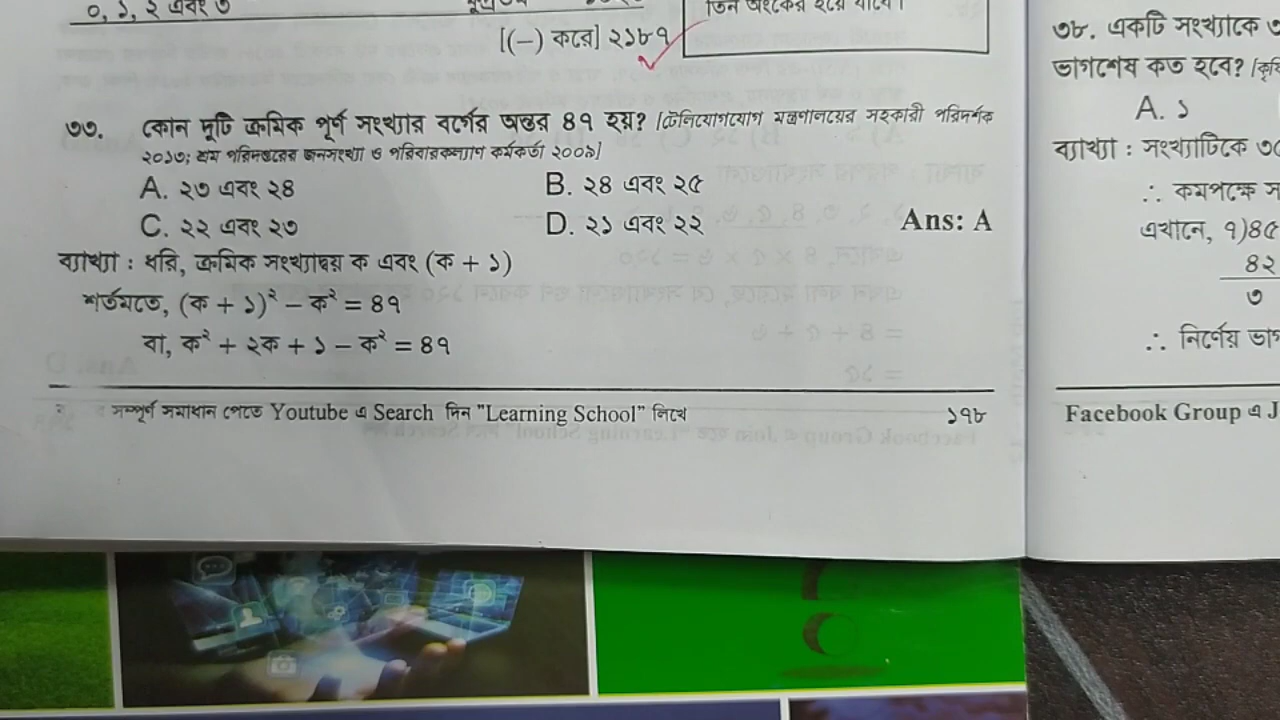 ০, ১, ২ এবং ৩
[(−) করে] ২১৮৭
৩৭. কোন দুটি ক্রমিক পূর্ণ সংখ্যার বর্গের অন্তর ৪৭ হয়? [টেলিযোগাযোগ মন্ত্রণালয়ের সহকারী পরিদর্শক
২০১৩; শ্রম পরিদপ্তরের জনসংখ্যা ও পরিবারকল্যাণ কর্মকর্তা ২০০৯]
A. ২৩ এবং ২৪
B. ২৪ এবং ২৫
C. ২২ এবং ২৩
D. ২১ এবং ২২
Ans: A
ব্যাখ্যা : ধরি, ক্রমিক সংখ্যাদ্বয় ক এবং (ক + ১)
শর্তমতে, (ক + ১)² − ক² = ৪৭
বা, ক² + ২ক + ১ − ক² = ৪৭
সম্পূর্ণ সমাধান পেতে Youtube এ Search দিন "Learning School" লিখে
১৭৮
৩৮. একটি সংখ্যাকে
ভাগশেষ কত হবে?
A. ১
ব্যাখ্যা : সংখ্যাটিকে
∴ কমপক্ষে
এখানে, ৭)৪৫
৪২
৩
∴ নির্ণেয়
Facebook Group এ